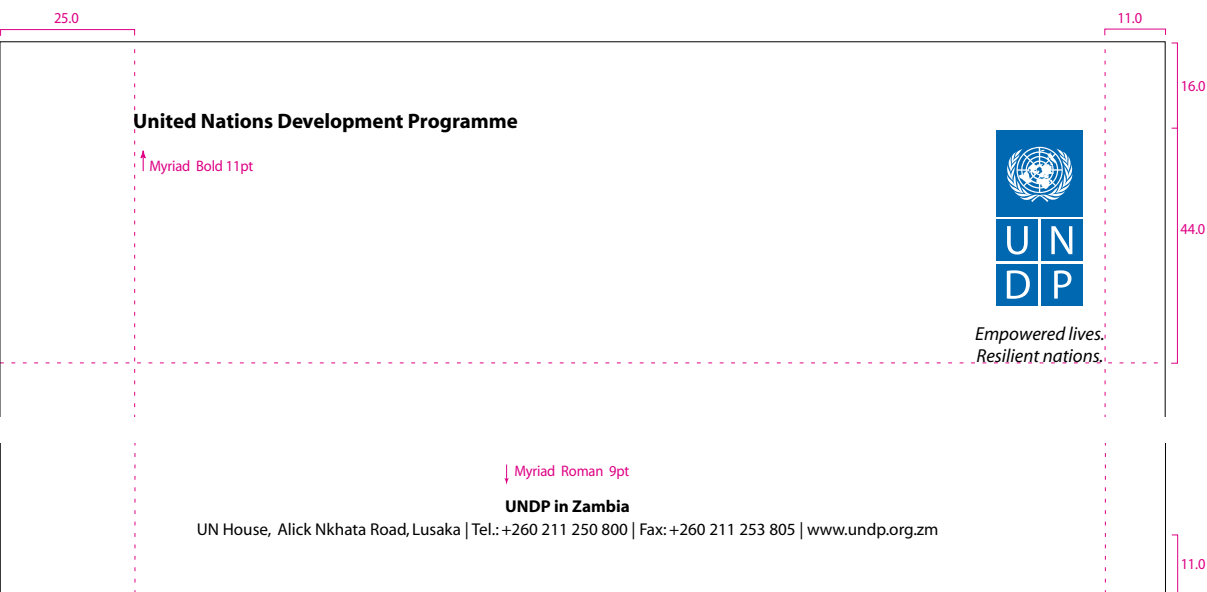 25.0
11.0
16.0
United Nations Development Programme
Myriad Bold 11pt
U N
D P
44.0
Empowered lives.
Resilient nations.
Myriad Roman 9pt
UNDP in Zambia
UN House, Alick Nkhata Road, Lusaka | Tel.: +260 211 250 800 | Fax: +260 211 253 805 | www.undp.org.zm
11.0